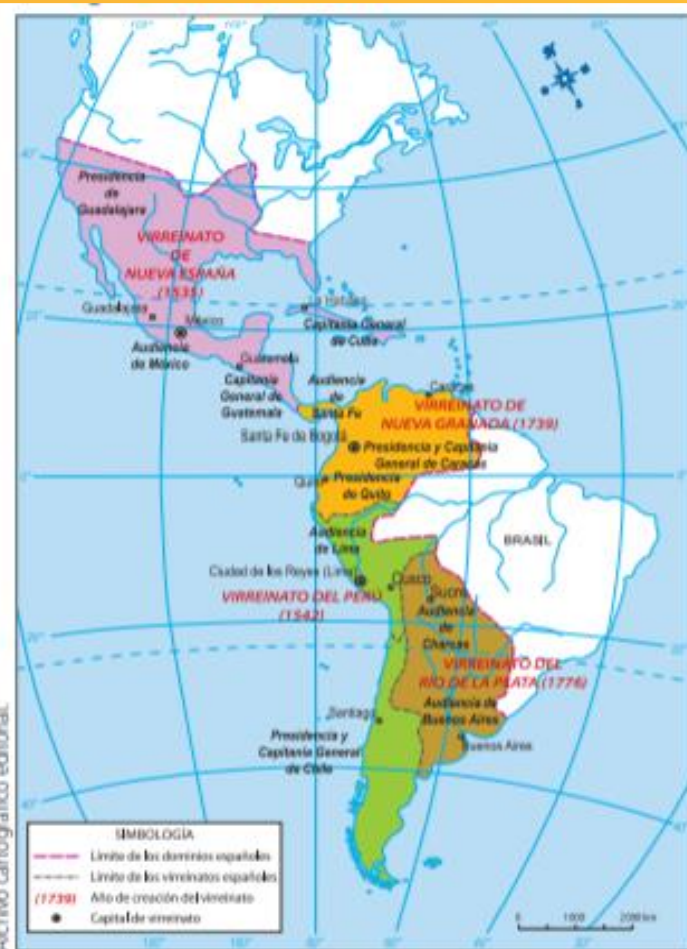 Presidencia
de
Guadalajara
VIRREINATO
DE
NUEVA ESPAÑA
(1535)
Guadalajara
México
Audiencia
de México
La Habana
Capitanía General
de Cuba
Guatemala
Capitanía
General de
Guatemala
Audiencia
de
Santa Fe
Caracas
VIRREINATO DE
NUEVA GRANADA (1739)
Santa Fe de Bogotá
Presidencia y Capitanía
General de Caracas
Quito
Presidencia
de Quito
BRASIL
Audiencia
de Lima
Ciudad de los Reyes (Lima)
Cusco
VIRREINATO DEL PERÚ
(1542)
Sucre
Audiencia
de
Charcas
VIRREINATO DEL
RÍO DE LA PLATA (1776)
Audiencia de
Buenos Aires
Santiago
Buenos Aires
Presidencia y
Capitanía General
de Chile
SIMBOLOGÍA
Límite de los dominios españoles
Límite de los virreinatos españoles
(1739) Año de creación del virreinato
Capital de virreinato
0 1000 2000 km
Archivo cartográfico editorial.